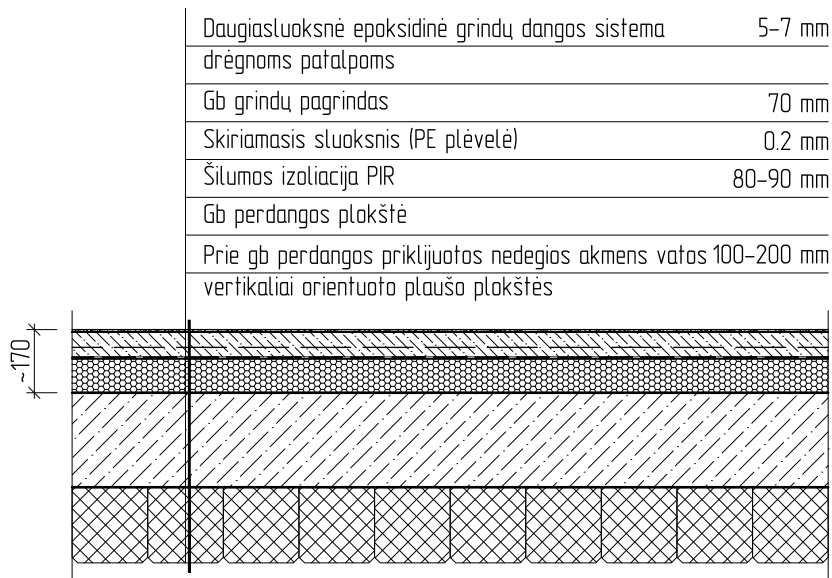 Daugiasluoksnė epoksidinė grindų dangos sistema 5-7 mm
drėgnoms patalpoms
Gb grindų pagrindas 70 mm
Skiriamasis sluoksnis (PE plėvelė) 0.2 mm
Šilumos izoliacija PIR 80-90 mm
Gb perdangos plokštė
Prie gb perdangos priklijuotos nedegios akmens vatos 100-200 mm
vertikaliai orientuoto plaušo plokštės
~170